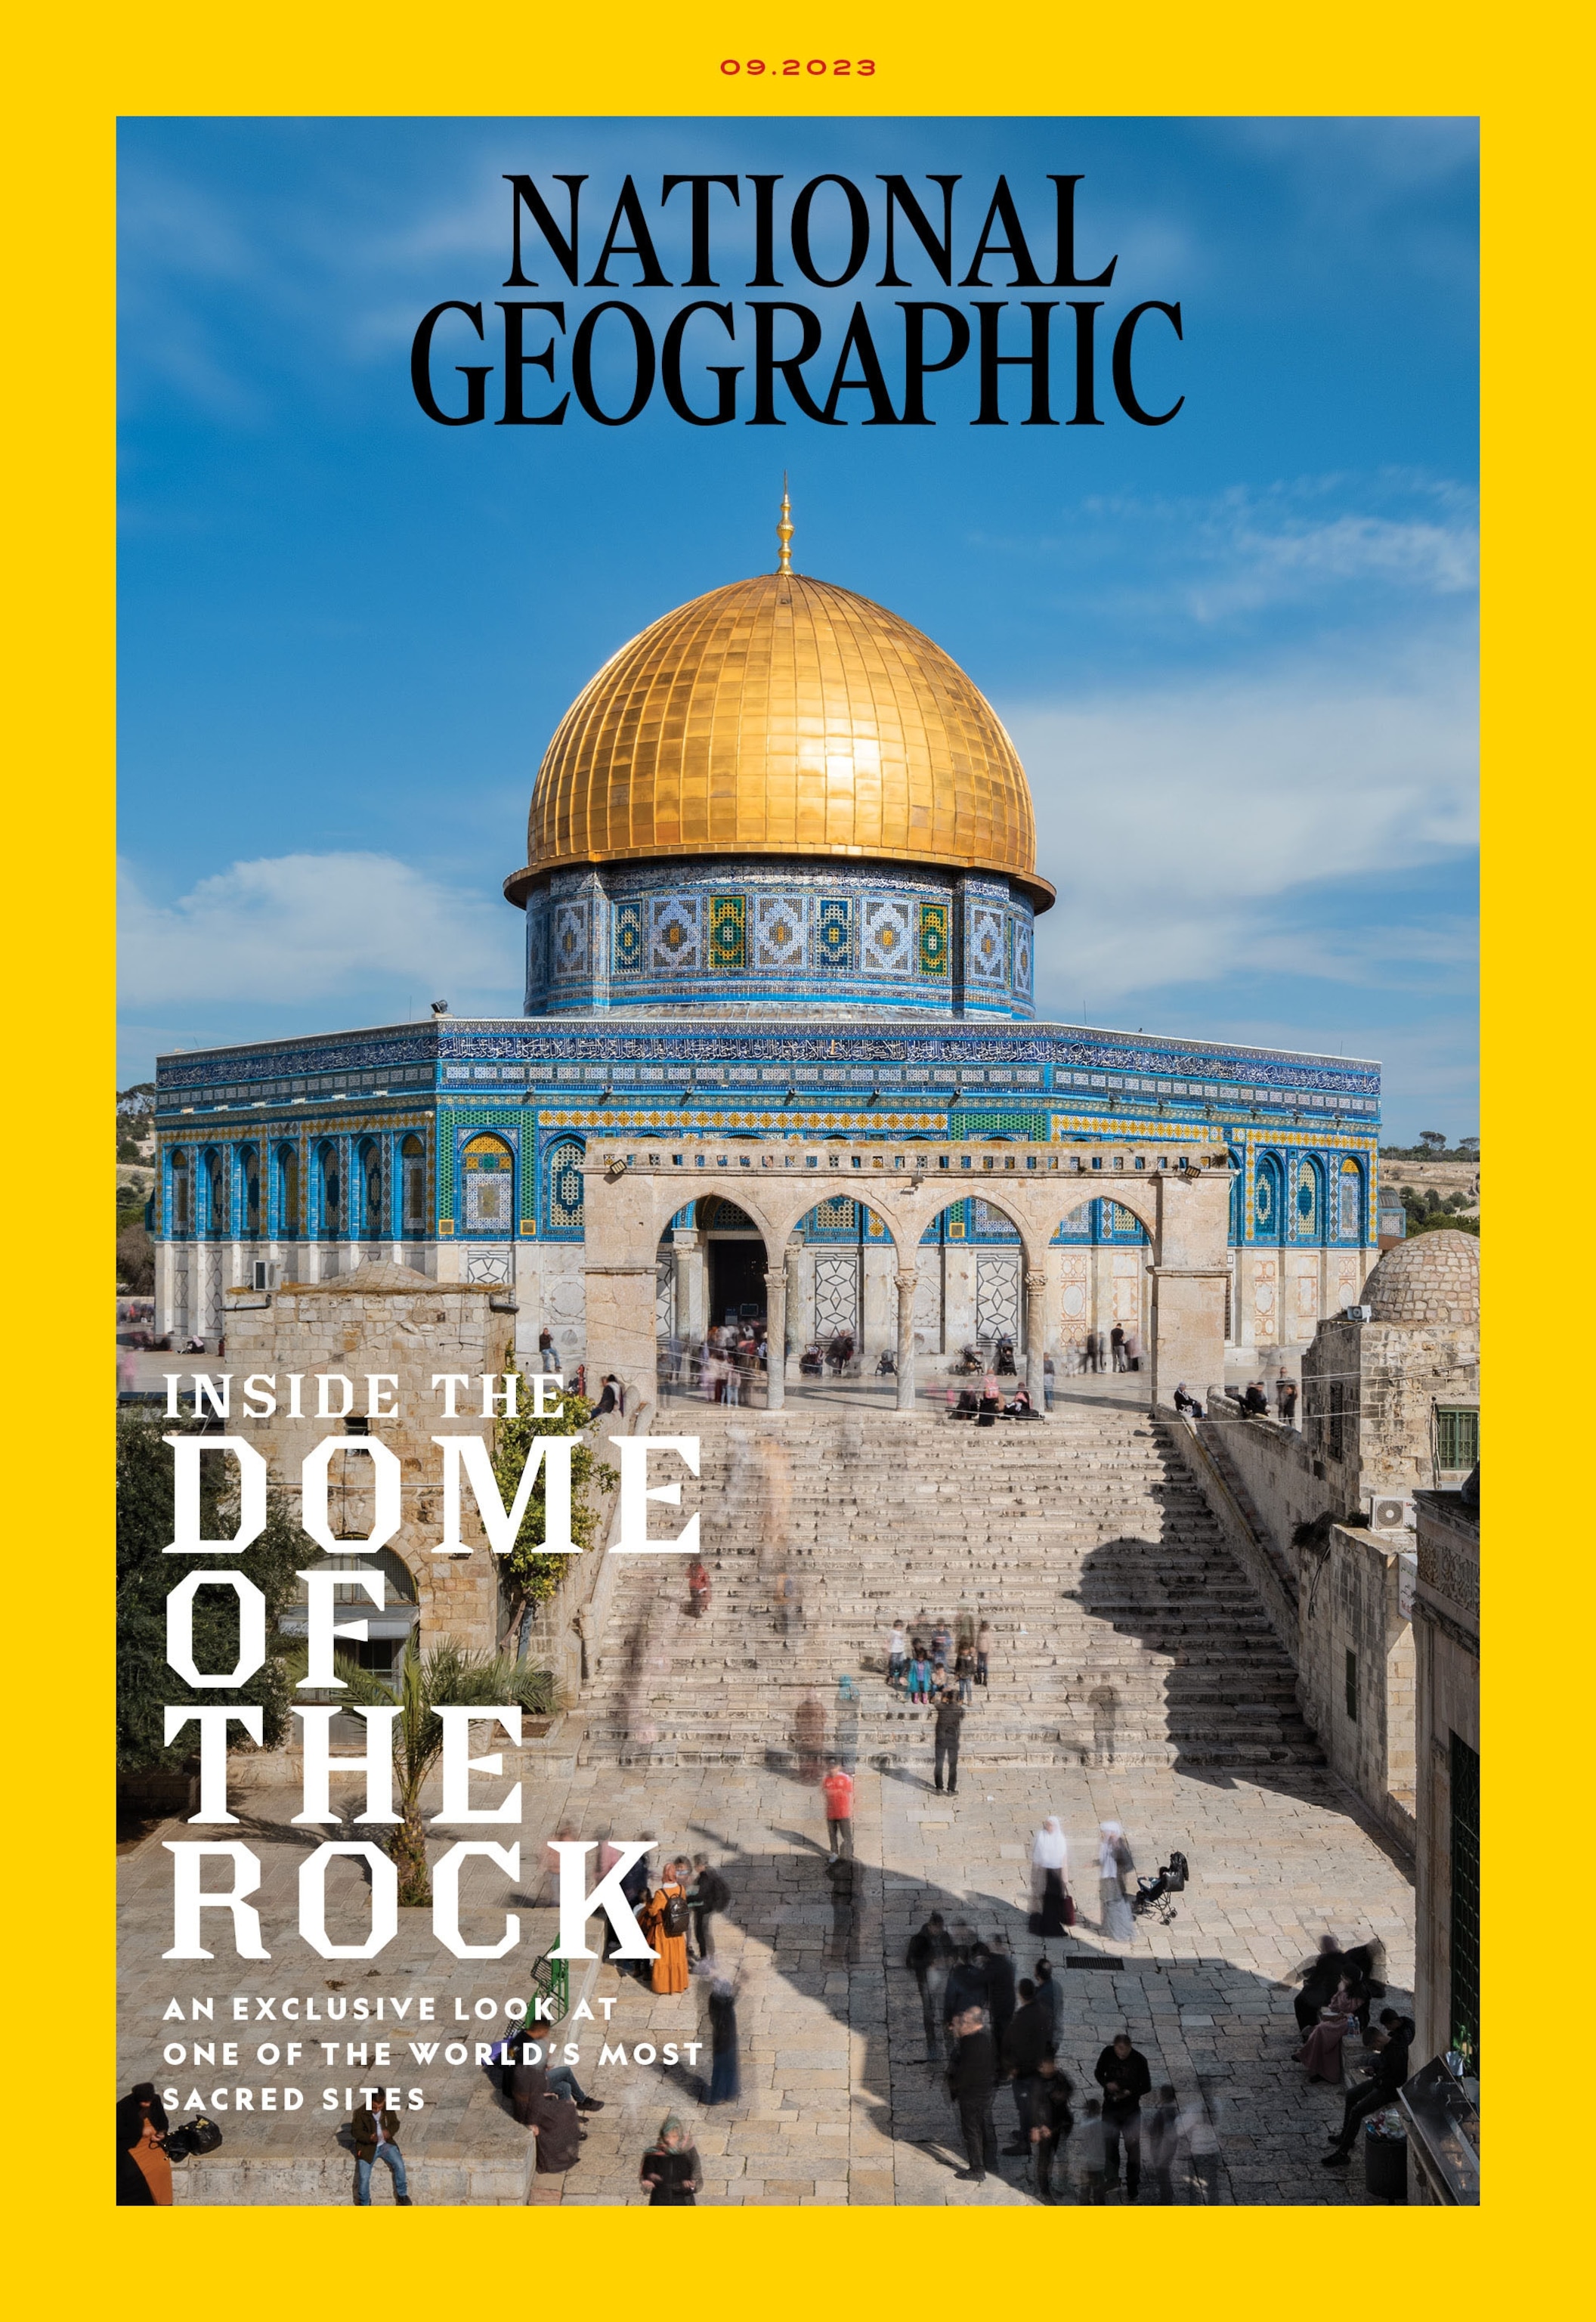 09.2023
NATIONAL
GEOGRAPHIC
INSIDE THE
DOME
OF
THE
ROCK
AN EXCLUSIVE LOOK AT
ONE OF THE WORLD'S MOST
SACRED SITES